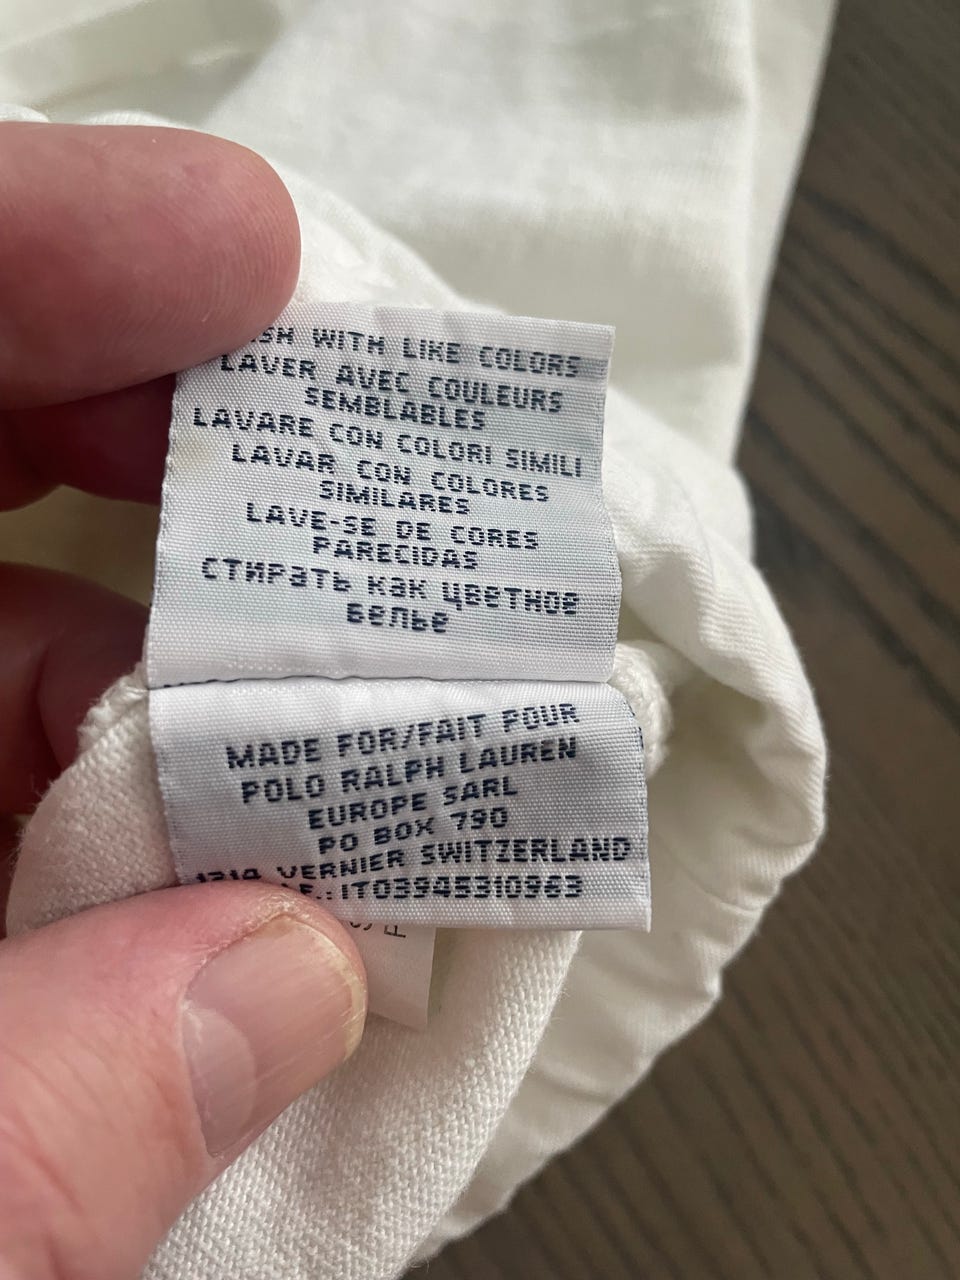 WITH LIKE COLORS
LAVER AVEC COULEURS
SEMBLABLES
LAVARE CON COLORI SIMILI
LAVAR CON COLORES
SIMILARES
LAVE-SE DE CORES
PARECIDAS
СТИРАТЬ КАК ЦВЕТНОЕ
БЕЛЬЕ
MADE FOR/FAIT POUR
POLO RALPH LAUREN
EUROPE SARL
PO BOX 790
1214 VERNIER SWITZERLAND
IT03945310963